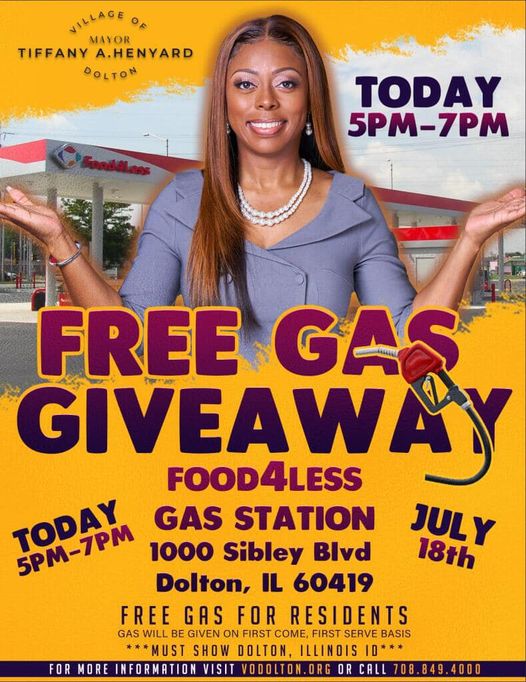 VILLAGE OF
MAYOR
TIFFANY A.HENYARD
DOLTON
TODAY
5PM-7PM
Food4Less
FREE GAS
GIVEAWAY
FOOD4LESS
GAS STATION
1000 Sibley Blvd
Dolton, IL 60419
TODAY
5PM-7PM
JULY
18th
FREE GAS FOR RESIDENTS
GAS WILL BE GIVEN ON FIRST COME, FIRST SERVE BASIS
***MUST SHOW DOLTON, ILLINOIS ID***
FOR MORE INFORMATION VISIT VODOLTON.ORG OR CALL 708.849.4000